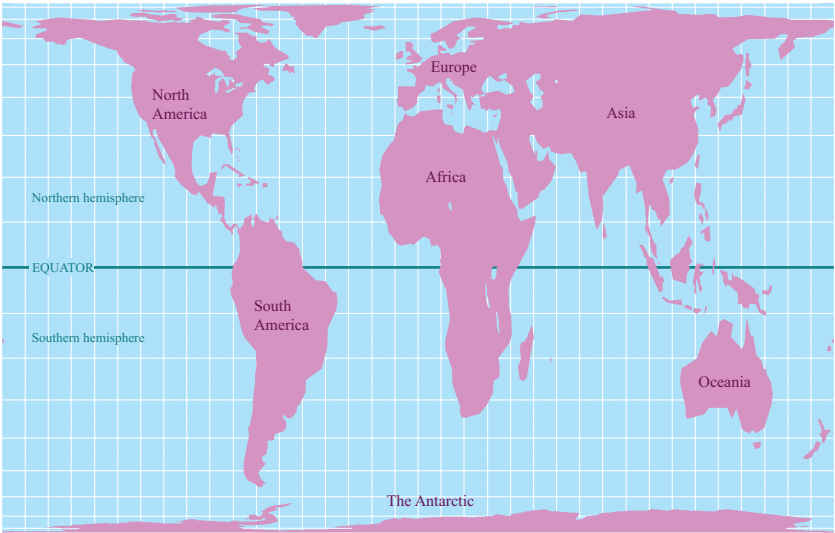 Europe
North
America
Asia
Africa
Northern hemisphere
EQUATOR
South
America
Southern hemisphere
Oceania
The Antarctic